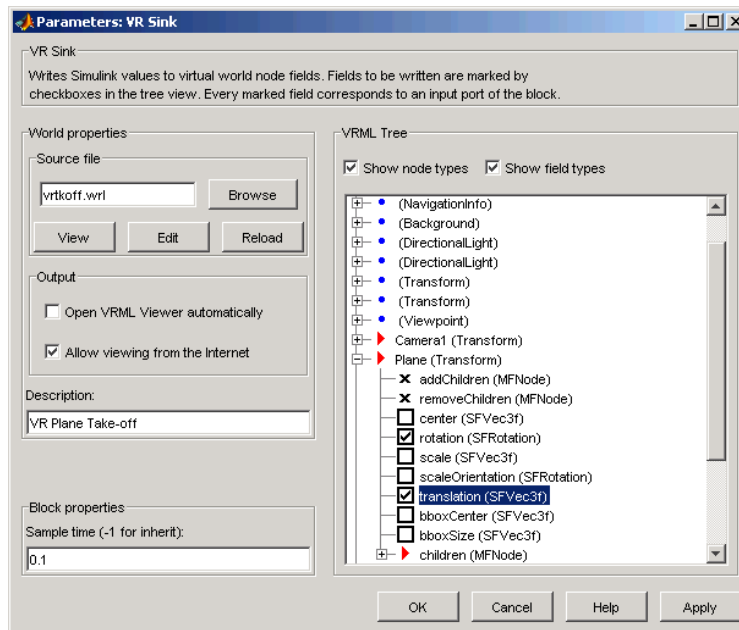 Parameters: VR Sink
VR Sink
Writes Simulink values to virtual world node fields. Fields to be written are marked by
checkboxes in the tree view. Every marked field corresponds to an input port of the block.
World properties
Source file
vrtkoff.wrl
Browse
View
Edit
Reload
Output
Open VRML Viewer automatically
Allow viewing from the Internet
Description:
VR Plane Take-off
Block properties
Sample time (-1 for inherit):
0.1
VRML Tree
Show node types
Show field types
(NavigationInfo)
(Background)
(DirectionalLight)
(DirectionalLight)
(Transform)
(Transform)
(Viewpoint)
Camera1 (Transform)
Plane (Transform)
addChildren (MFNode)
removeChildren (MFNode)
center (SFVec3f)
rotation (SFRotation)
scale (SFVec3f)
scaleOrientation (SFRotation)
translation (SFVec3f)
bboxCenter (SFVec3f)
bboxSize (SFVec3f)
children (MFNode)
OK
Cancel
Help
Apply